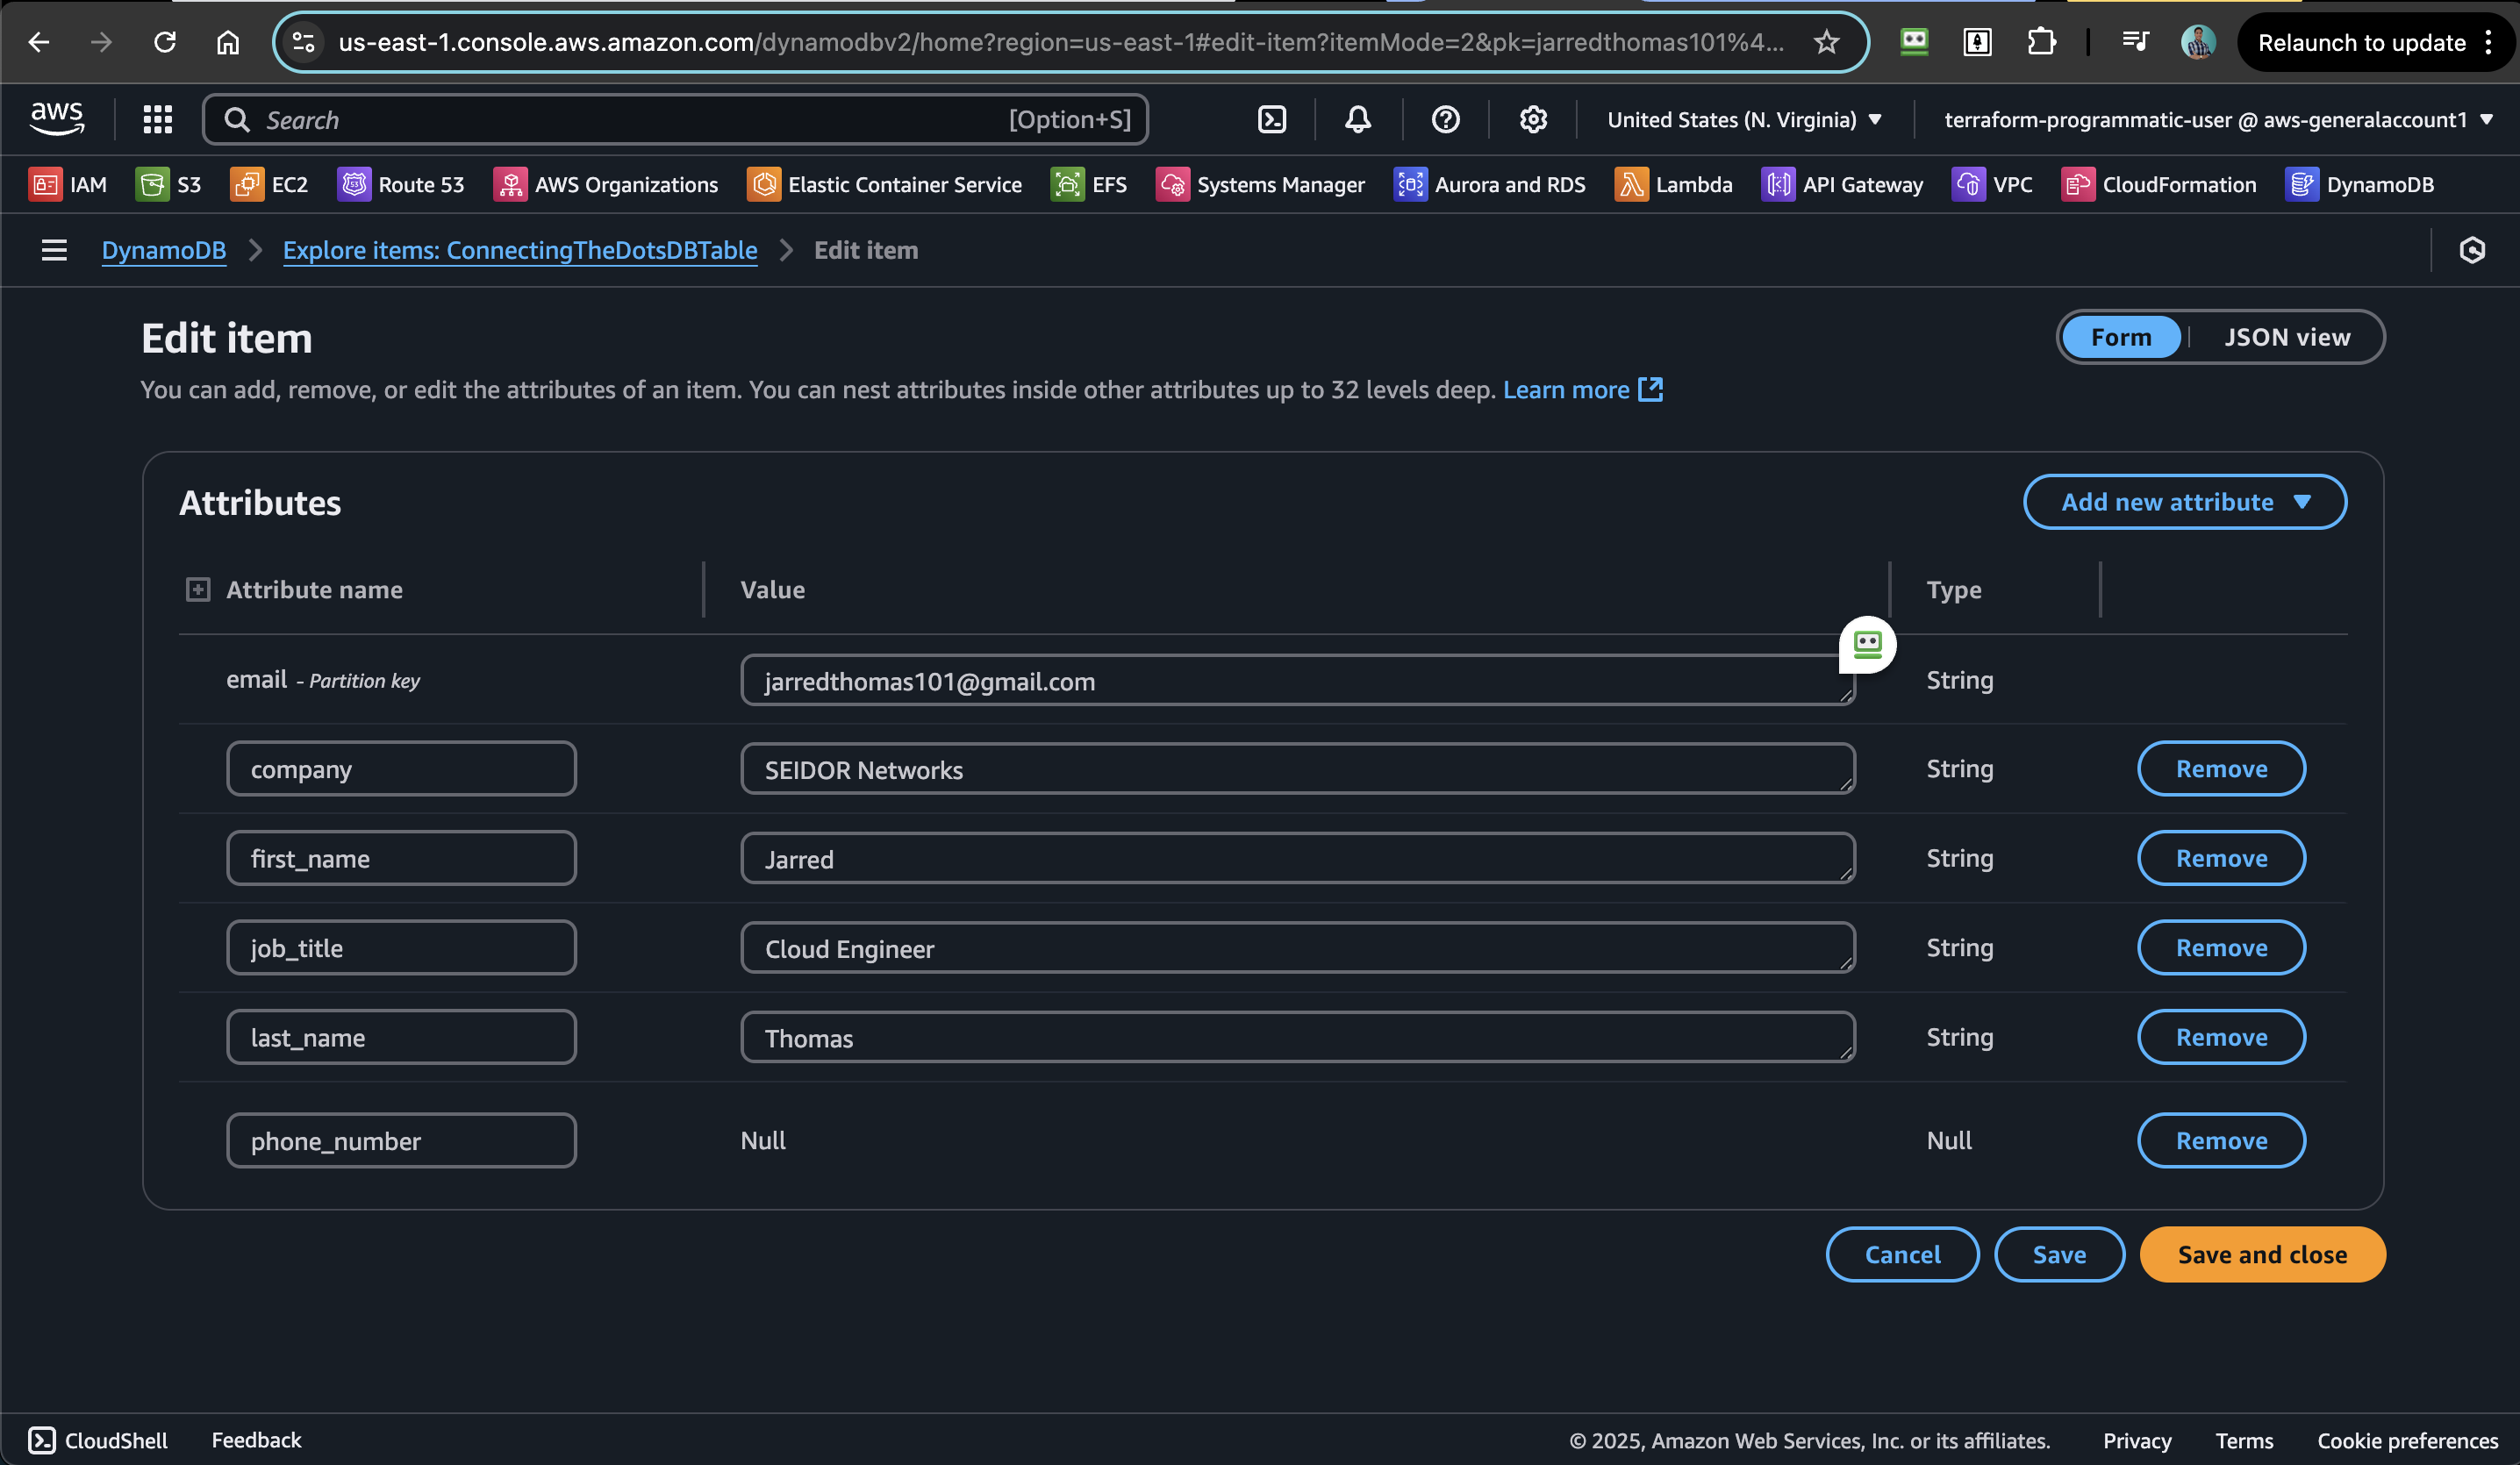 us-east-1.console.aws.amazon.com/dynamodbv2/home?region=us-east-1#edit-item?itemMode=2&pk=jarredthomas101%4...
Relaunch to update
aws
Search
[Option+S]
United States (N. Virginia)
terraform-programmatic-user @ aws-generalaccount1
IAM
S3
EC2
Route 53
AWS Organizations
Elastic Container Service
EFS
Systems Manager
Aurora and RDS
Lambda
API Gateway
VPC
CloudFormation
DynamoDB
DynamoDB > Explore items: ConnectingTheDotsDBTable > Edit item
Edit item
Form
JSON view
You can add, remove, or edit the attributes of an item. You can nest attributes inside other attributes up to 32 levels deep. Learn more
Attributes
Add new attribute
Attribute name
Value
Type
email - Partition key
jarredthomas101@gmail.com
String
company
SEIDOR Networks
String
Remove
first_name
Jarred
String
Remove
job_title
Cloud Engineer
String
Remove
last_name
Thomas
String
Remove
phone_number
Null
Null
Remove
Cancel
Save
Save and close
CloudShell
Feedback
© 2025, Amazon Web Services, Inc. or its affiliates.
Privacy
Terms
Cookie preferences